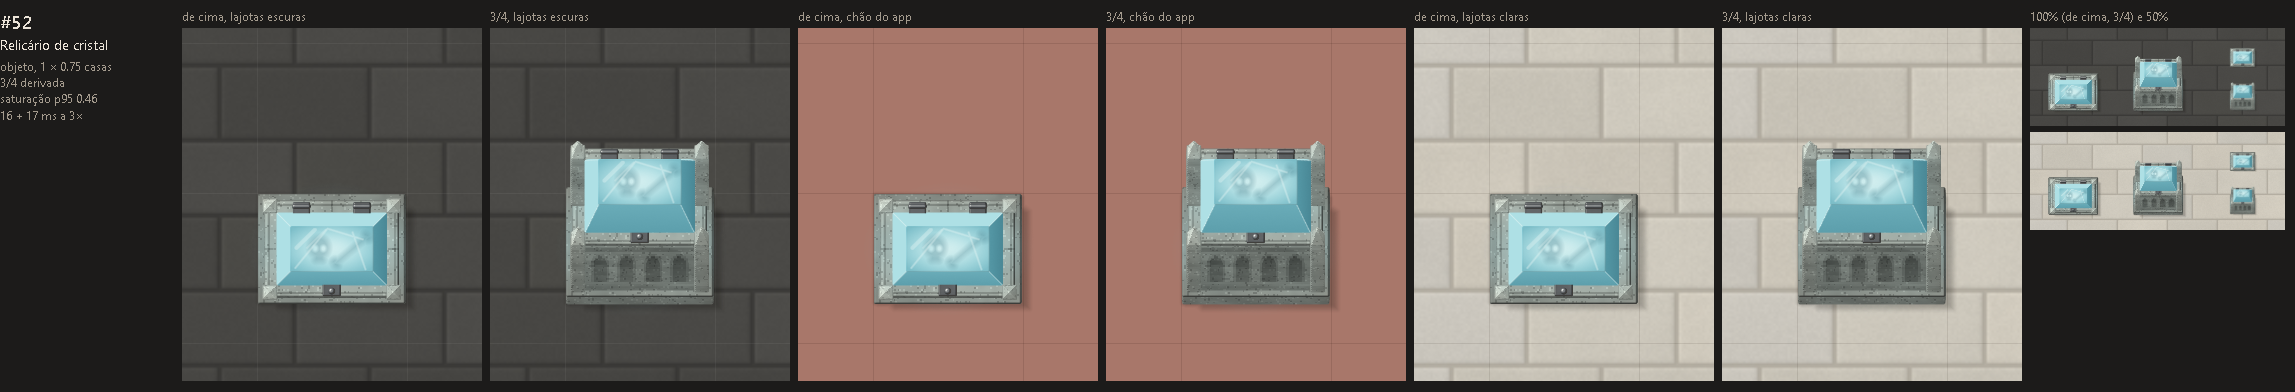 #52
Relicário de cristal
objeto, 1 × 0.75 casas
3/4 derivada
saturação p95 0.46
16 + 17 ms a 3×
de cima, lajotas escuras
3/4, lajotas escuras
de cima, chão do app
3/4, chão do app
de cima, lajotas claras
3/4, lajotas claras
100% (de cima, 3/4) e 50%